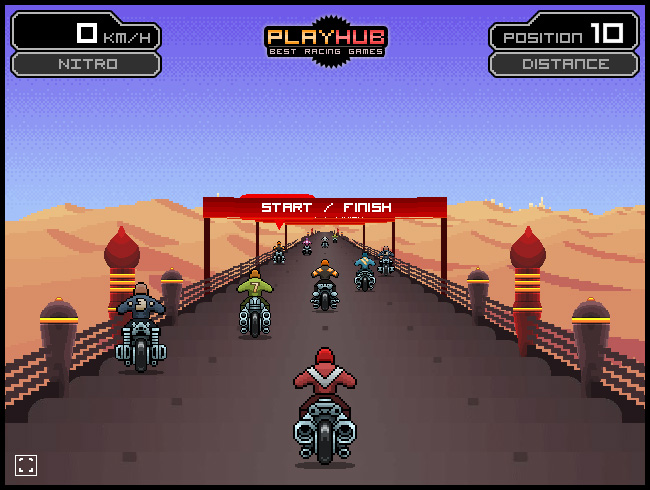 0 KM/H
NITRO
PLAYHUB
BEST RACING GAMES
POSITION 10
DISTANCE
START / FINISH
7